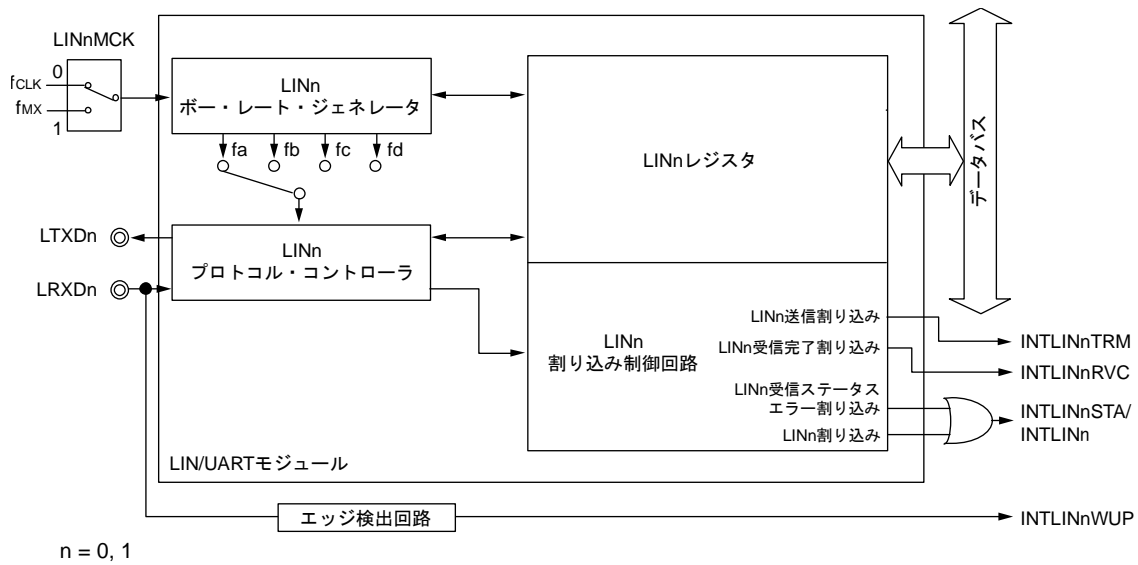 LINnMCK
0
fCLK
fMX
1
LINn
ボー・レート・ジェネレータ
fa
fb
fc
fd
LINnレジスタ
データバス
LTXDn
LRXDn
LINn
プロトコル・コントローラ
LINn
割り込み制御回路
LINn送信割り込み
LINn受信完了割り込み
LINn受信ステータス
エラー割り込み
LINn割り込み
INTLINnTRM
INTLINnRVC
INTLINnSTA/
INTLINn
LIN/UARTモジュール
エッジ検出回路
INTLINnWUP
n = 0, 1